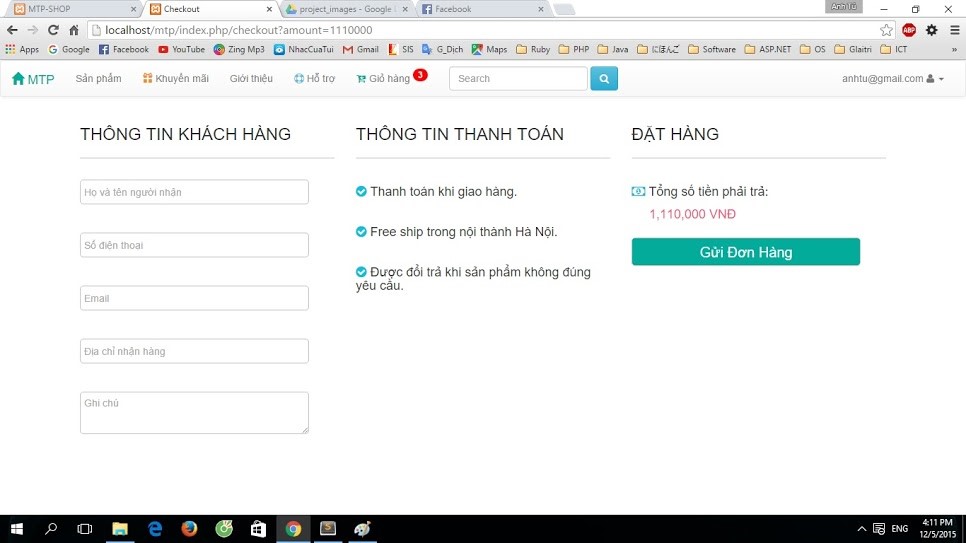 MTP-SHOP
Checkout
project_images - Google
Facebook
Anh Tú
localhost/mtp/index.php/checkout?amount=1110000
ABP
Apps Google Facebook YouTube Zing Mp3 NhacCuaTui Gmail SIS G_Dịch Maps Ruby PHP Java にほんご Software ASP.NET OS Glaitri ICT »
MTP Sản phẩm Khuyến mãi Giới thiệu Hỗ trợ Giỏ hàng 3 Search anhtu@gmail.com
THÔNG TIN KHÁCH HÀNG
Họ và tên người nhận
Số điện thoại
Email
Địa chỉ nhận hàng
Ghi chú
THÔNG TIN THANH TOÁN
Thanh toán khi giao hàng.
Free ship trong nội thành Hà Nội.
Được đổi trả khi sản phẩm không đúng
yêu cầu.
ĐẶT HÀNG
Tổng số tiền phải trả:
1,110,000 VNĐ
Gửi Đơn Hàng
ENG
4:11 PM
12/5/2015